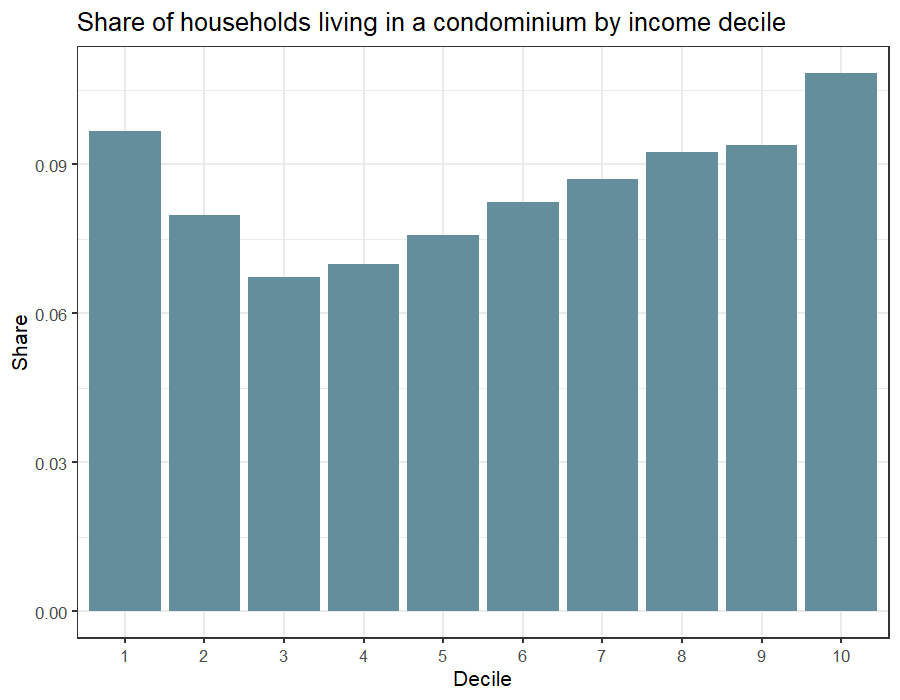 Share of households living in a condominium by income decile
0.09
0.06
0.03
0.00
Share
1 2 3 4 5 6 7 8 9 10
Decile